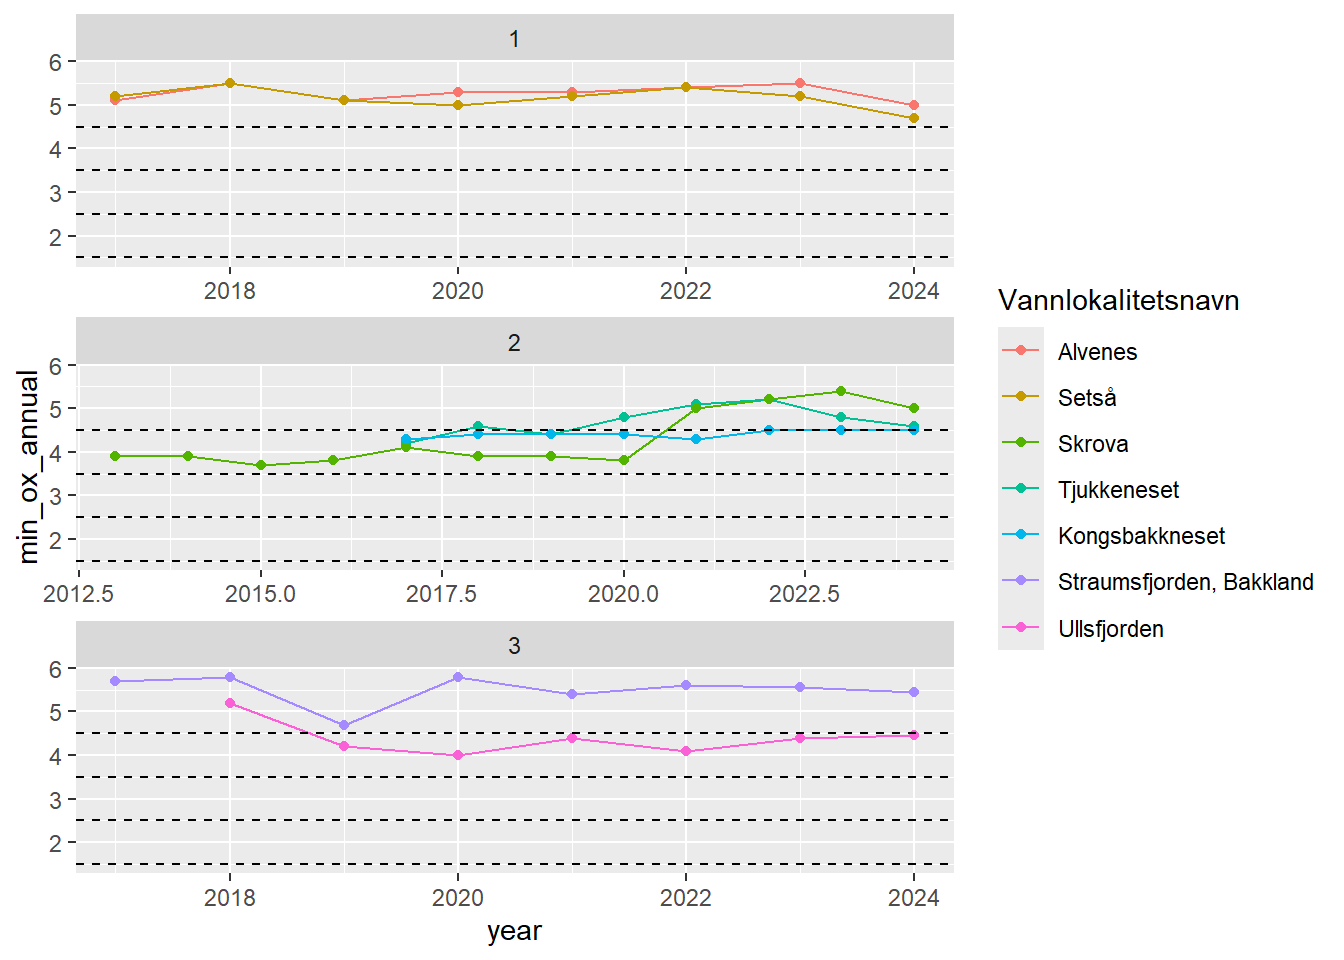 1
6
5
4
3
2
2018 2020 2022 2024
2
6
5
4
3
2
2012.5 2015.0 2017.5 2020.0 2022.5
3
6
5
4
3
2
2018 2020 2022 2024
year
min_ox_annual
Vannlokalitetsnavn
Alvenes
Setså
Skrova
Tjukkeneset
Kongsbakkneset
Straumsfjorden, Bakkland
Ullsfjorden